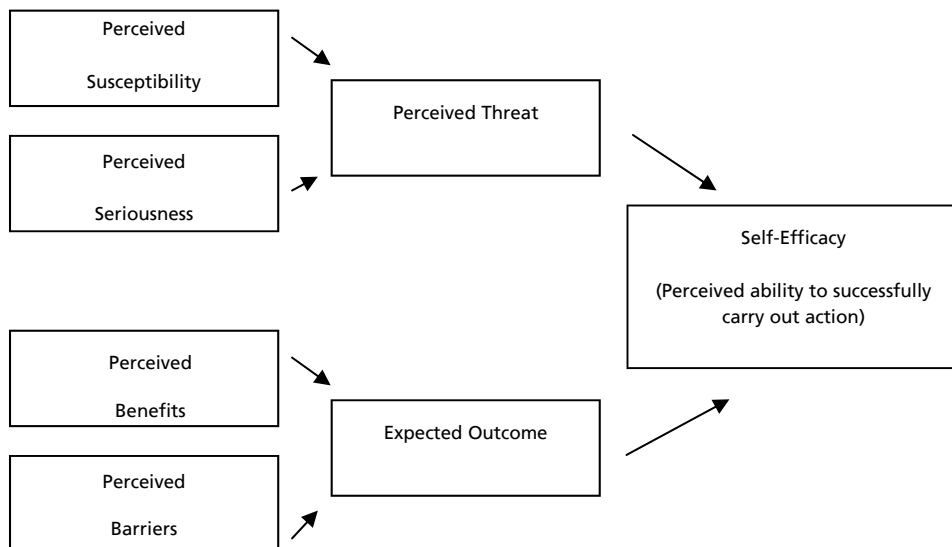 Perceived
Susceptibility
Perceived Threat
Perceived
Seriousness
Self-Efficacy
(Perceived ability to successfully
carry out action)
Perceived
Benefits
Expected Outcome
Perceived
Barriers